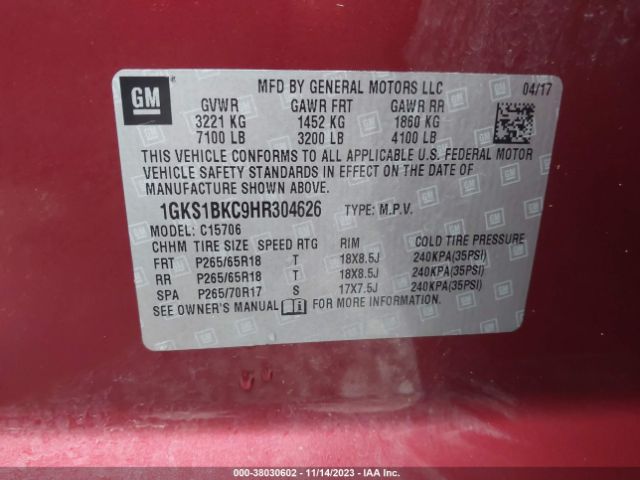 GM
MFD BY GENERAL MOTORS LLC 04/17
GVWR GAWR FRT GAWR RR
3221 KG 1452 KG 1860 KG
7100 LB 3200 LB 4100 LB
THIS VEHICLE CONFORMS TO ALL APPLICABLE U.S. FEDERAL MOTOR
VEHICLE SAFETY STANDARDS IN EFFECT ON THE DATE OF
MANUFACTURE SHOWN ABOVE.
1GKS1BKC9HR304626 TYPE: M.P.V.
MODEL: C15706
CHHM TIRE SIZE SPEED RTG RIM COLD TIRE PRESSURE
FRT P265/65R18 T 18X8.5J 240KPA(35PSI)
RR P265/65R18 T 18X8.5J 240KPA(35PSI)
SPA P265/70R17 S 17X7.5J 240KPA(35PSI)
SEE OWNER'S MANUAL FOR MORE INFORMATION.
000-38030602 - 11/14/2023 - IAA Inc.